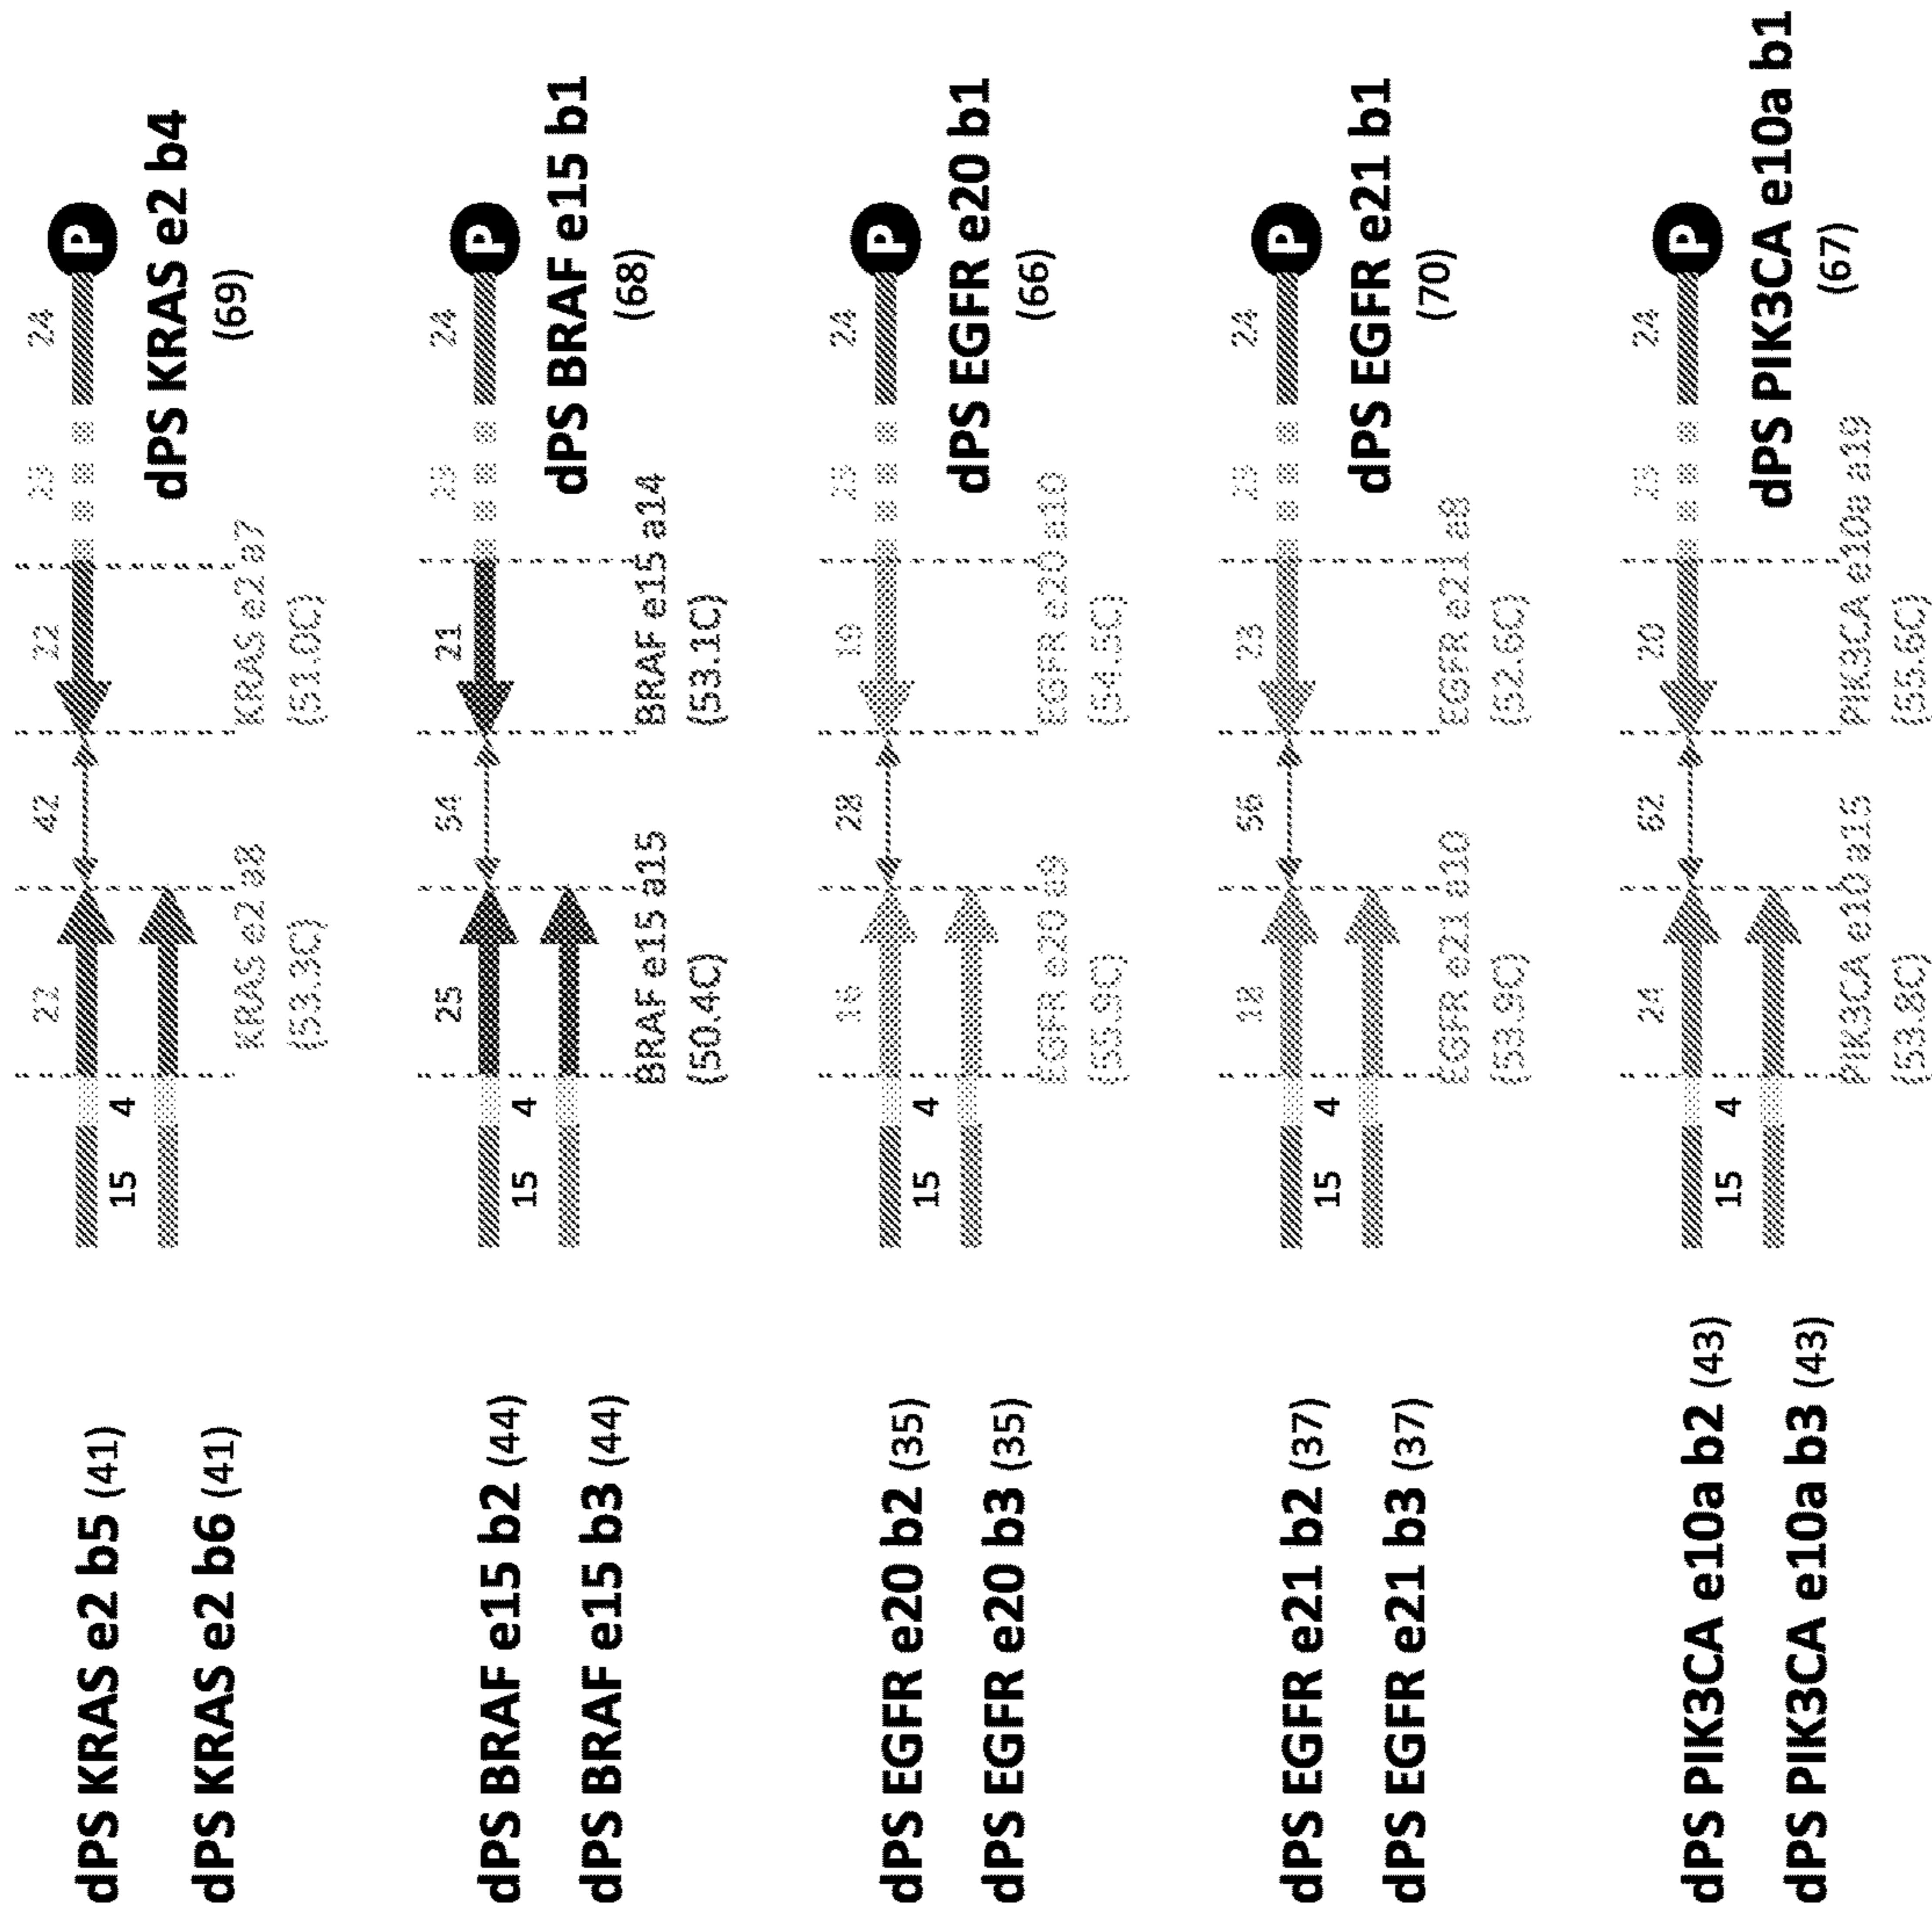 22 42 22 23 24
dPS KRAS e2 b5 (41)
15 4
dPS KRAS e2 b4
dPS KRAS e2 b6 (41)
(69)
KRAS e2 a8 KRAS e2 a7
(53.3C) (51.0C)
25 54 21 23 24
dPS BRAF e15 b2 (44)
15 4
dPS BRAF e15 b1
dPS BRAF e15 b3 (44)
(68)
BRAF e15 a15 BRAF e15 a14
(50.4C) (53.1C)
16 28 19 23 24
dPS EGFR e20 b2 (35)
15 4
dPS EGFR e20 b1
dPS EGFR e20 b3 (35)
(66)
EGFR e20 a9 EGFR e20 a10
(55.9C) (54.5C)
18 56 23 23 24
dPS EGFR e21 b2 (37)
15 4
dPS EGFR e21 b1
dPS EGFR e21 b3 (37)
(70)
EGFR e21 a10 EGFR e21 a8
(53.9C) (52.6C)
24 62 20 23 24
dPS PIK3CA e10a b2 (43)
15 4
dPS PIK3CA e10a b1
dPS PIK3CA e10a b3 (43)
(67)
PIK3CA e10 a15 PIK3CA e10a a19
(53.8C) (55.6C)
P
P
P
P
P